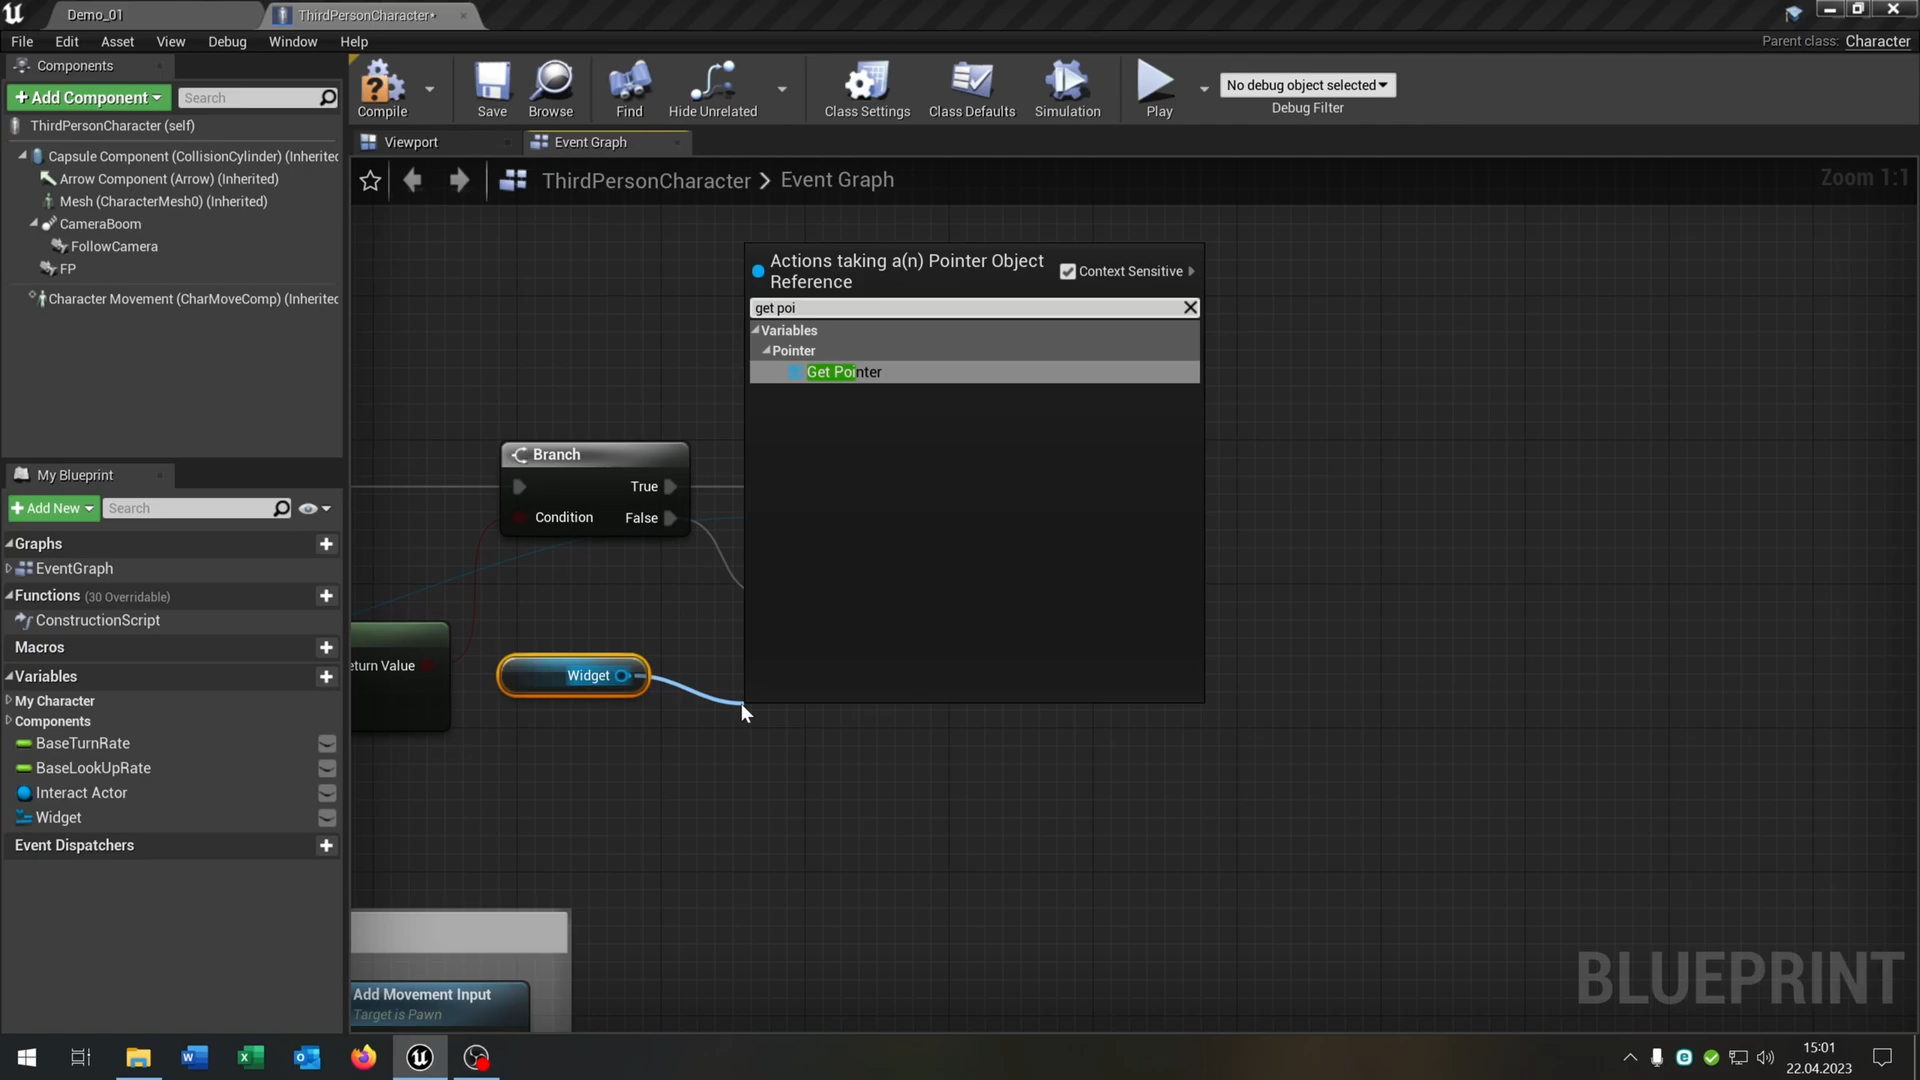 Demo_01
ThirdPersonCharacter*
File Edit Asset View Debug Window Help
Parent class: Character
Components
+ Add Component
Search
ThirdPersonCharacter (self)
Capsule Component (CollisionCylinder) (Inherited
Arrow Component (Arrow) (Inherited)
Mesh (CharacterMesh0) (Inherited)
CameraBoom
FollowCamera
FP
Character Movement (CharMoveComp) (Inherited
Compile Save Browse Find Hide Unrelated Class Settings Class Defaults Simulation Play
No debug object selected
Debug Filter
Viewport
Event Graph
ThirdPersonCharacter > Event Graph
Zoom 1:1
Actions taking a(n) Pointer Object
Reference
Context Sensitive
get poi
Variables
Pointer
Get Pointer
Branch
True
Condition False
eturn Value
Widget
Add Movement Input
Target is Pawn
BLUEPRINT
My Blueprint
+ Add New
Search
Graphs
EventGraph
Functions (30 Overridable)
ConstructionScript
Macros
Variables
My Character
Components
BaseTurnRate
BaseLookUpRate
Interact Actor
Widget
Event Dispatchers
15:01
22.04.2023